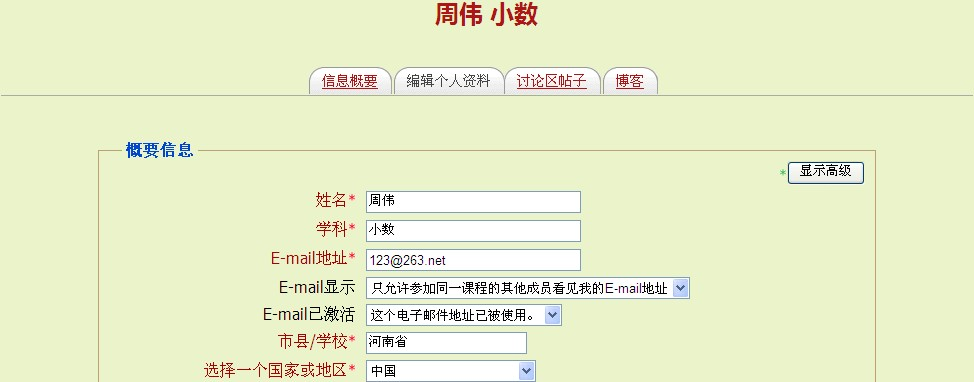 周伟 小数
信息概要 编辑个人资料 讨论区帖子 博客
概要信息
*显示高级
姓名* 周伟
学科* 小数
E-mail地址* 123@263.net
E-mail显示 只允许参加同一课程的其他成员看见我的E-mail地址
E-mail已激活 这个电子邮件地址已被使用。
市县/学校* 河南省
选择一个国家或地区* 中国